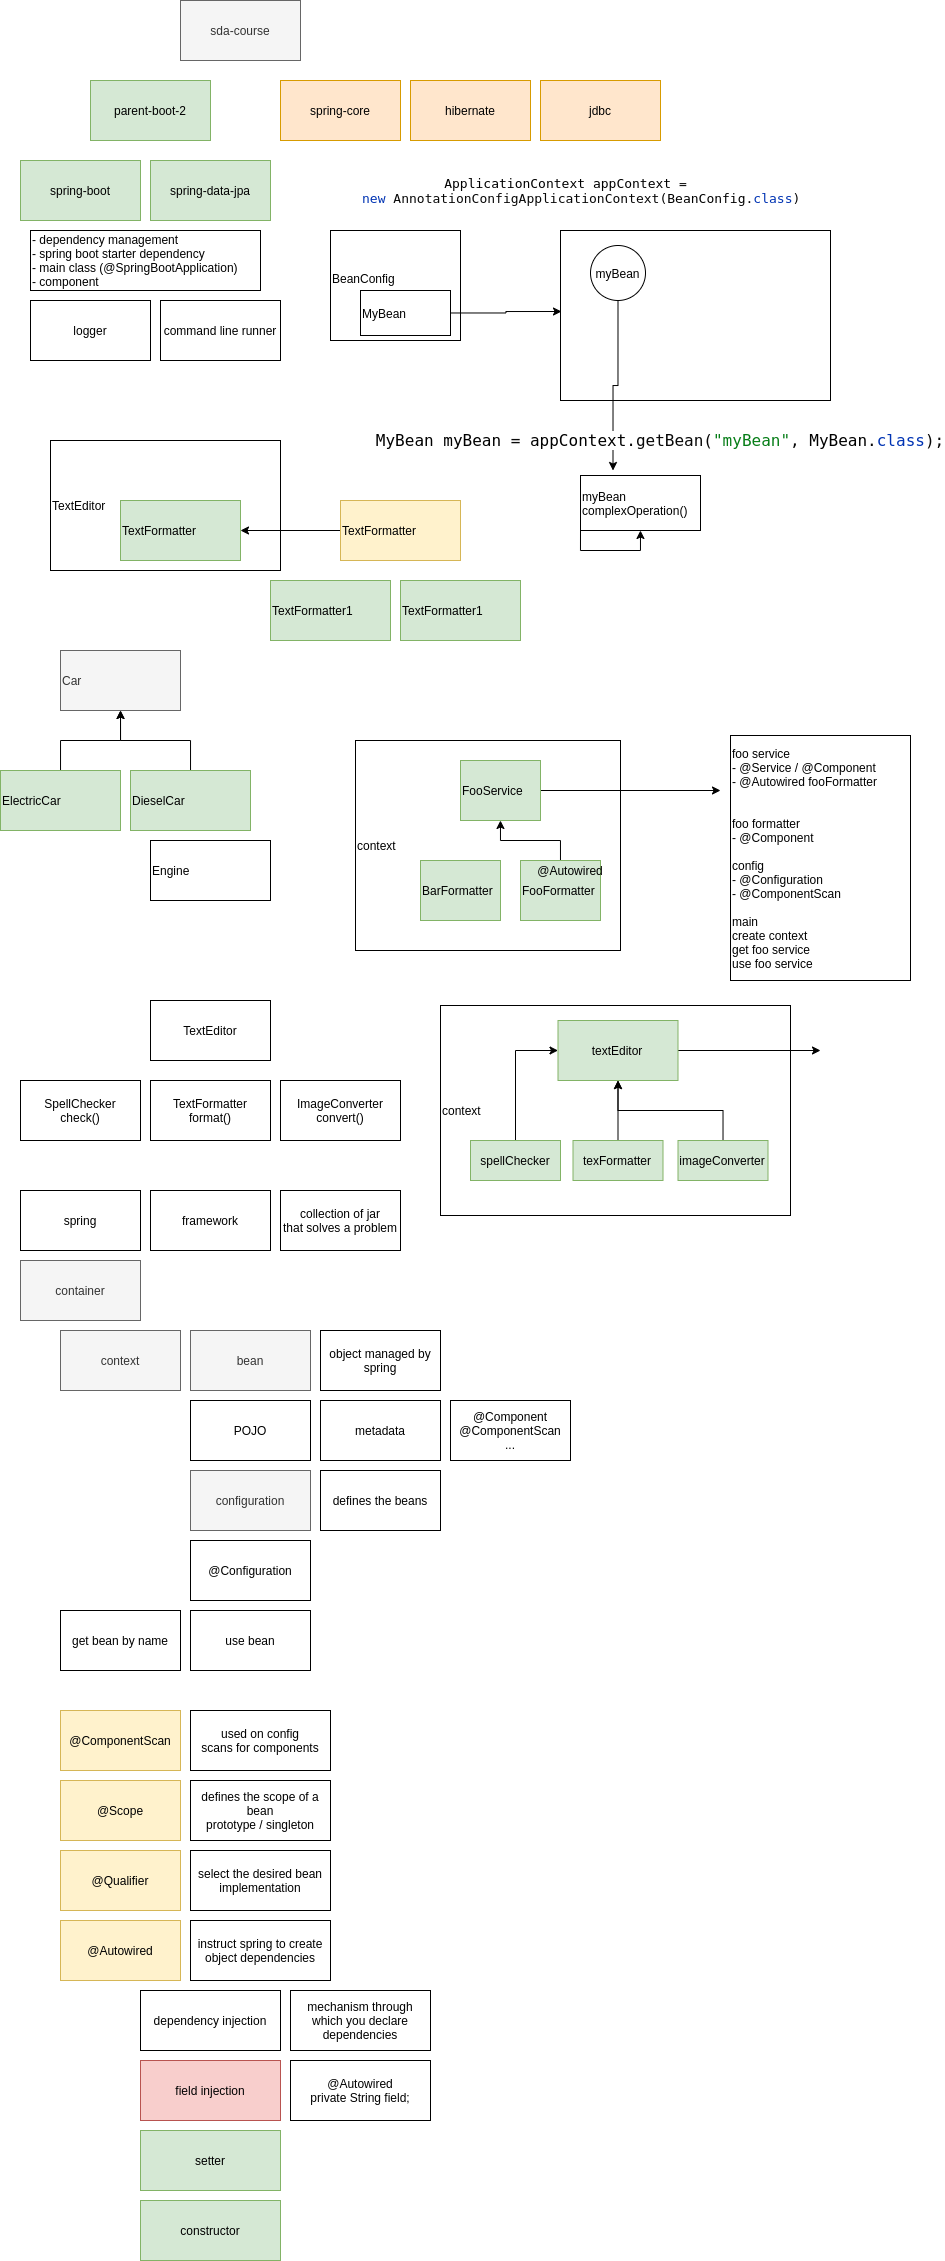 sda-course
parent-boot-2
spring-core
hibernate
jdbc
spring-boot
spring-data-jpa
ApplicationContext appContext =
new AnnotationConfigApplicationContext(BeanConfig.class)
- dependency management
- spring boot starter dependency
- main class (@SpringBootApplication)
- component
logger
command line runner
BeanConfig
MyBean
myBean
MyBean myBean = appContext.getBean("myBean", MyBean.class);
myBean
complexOperation()
TextEditor
TextFormatter
TextFormatter
TextFormatter1
TextFormatter1
Car
ElectricCar
DieselCar
Engine
context
FooService
BarFormatter
@Autowired
FooFormatter
foo service
- @Service / @Component
- @Autowired fooFormatter
foo formatter
- @Component
config
- @Configuration
- @ComponentScan
main
create context
get foo service
use foo service
TextEditor
SpellChecker
check()
TextFormatter
format()
ImageConverter
convert()
context
textEditor
spellChecker
texFormatter
imageConverter
spring
framework
collection of jar
that solves a problem
container
context
bean
object managed by
spring
POJO
metadata
@Component
@ComponentScan
...
configuration
defines the beans
@Configuration
get bean by name
use bean
@ComponentScan
used on config
scans for components
@Scope
defines the scope of a
bean
prototype / singleton
@Qualifier
select the desired bean
implementation
@Autowired
instruct spring to create
object dependencies
dependency injection
mechanism through
which you declare
dependencies
field injection
@Autowired
private String field;
setter
constructor